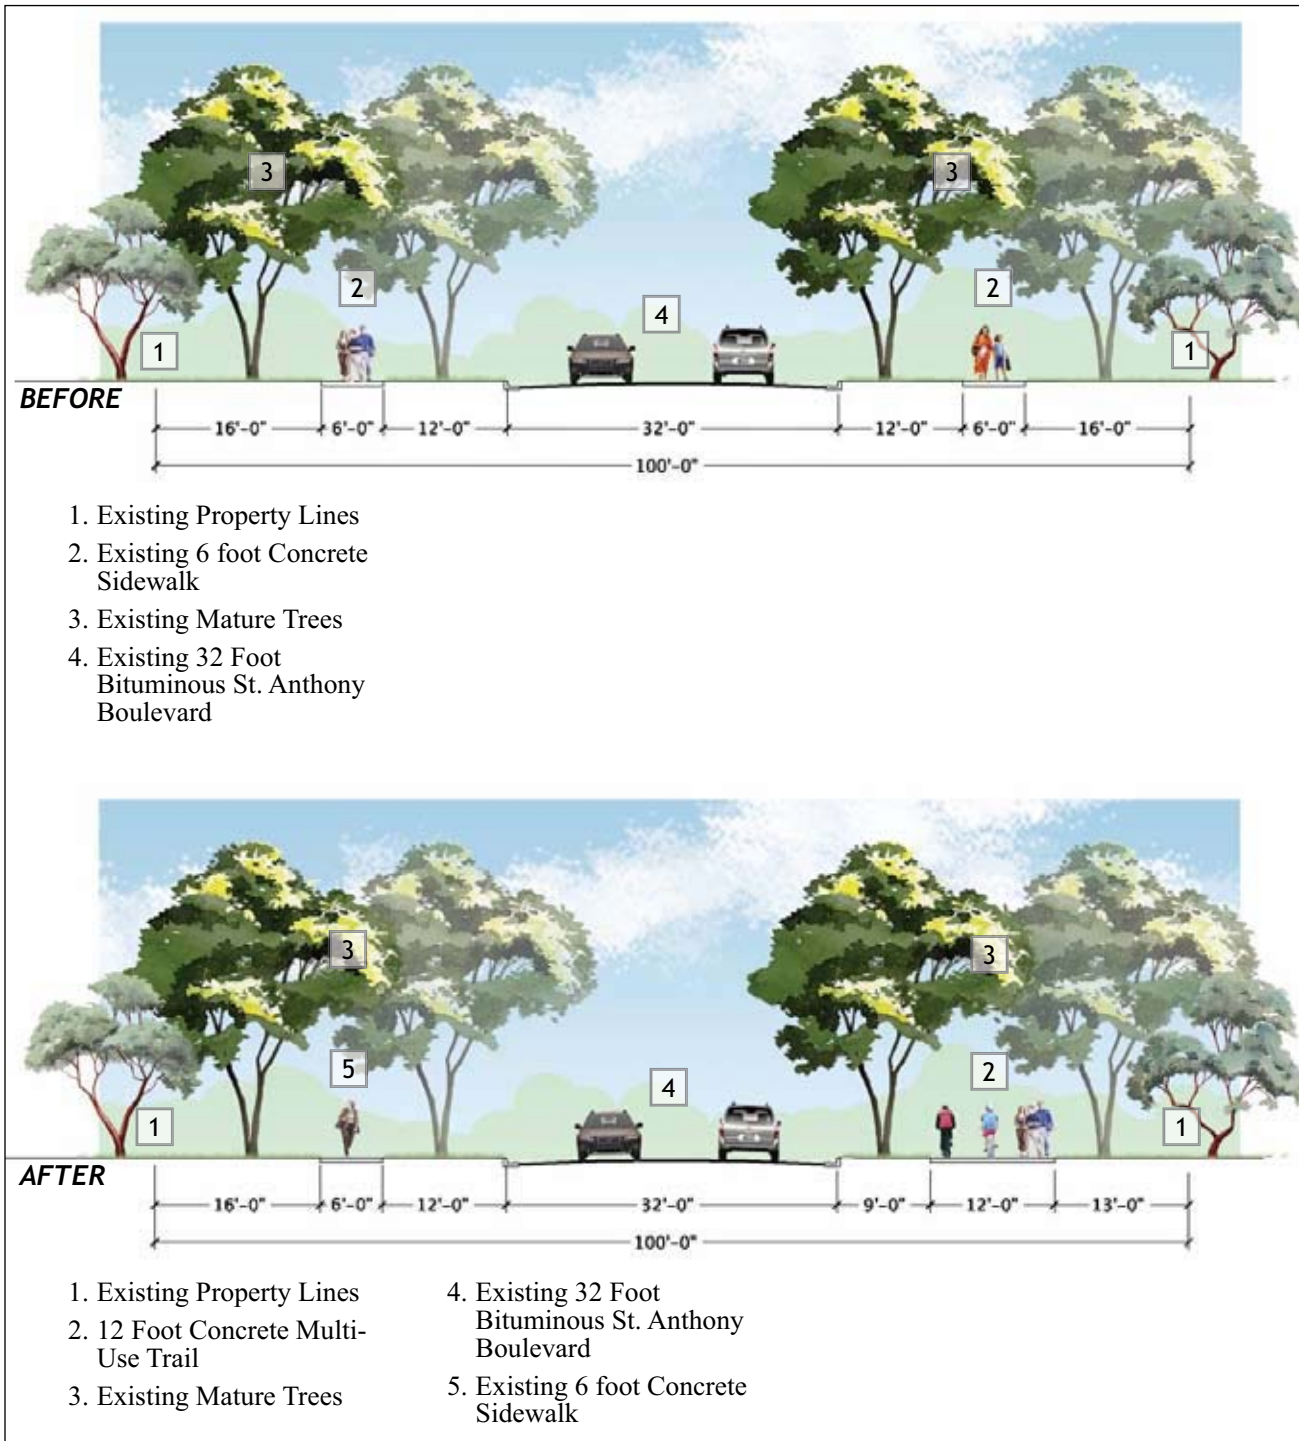 3
3
2
2
4
1
1
BEFORE
16'-0" 6'-0" 12'-0" 32'-0" 12'-0" 6'-0" 16'-0"
100'-0"
1. Existing Property Lines
2. Existing 6 foot Concrete
Sidewalk
3. Existing Mature Trees
4. Existing 32 Foot
Bituminous St. Anthony
Boulevard
3
3
5
2
4
1
1
AFTER
16'-0" 6'-0" 12'-0" 32'-0" 9'-0" 12'-0" 13'-0"
100'-0"
1. Existing Property Lines
2. 12 Foot Concrete Multi-
Use Trail
3. Existing Mature Trees
4. Existing 32 Foot
Bituminous St. Anthony
Boulevard
5. Existing 6 foot Concrete
Sidewalk